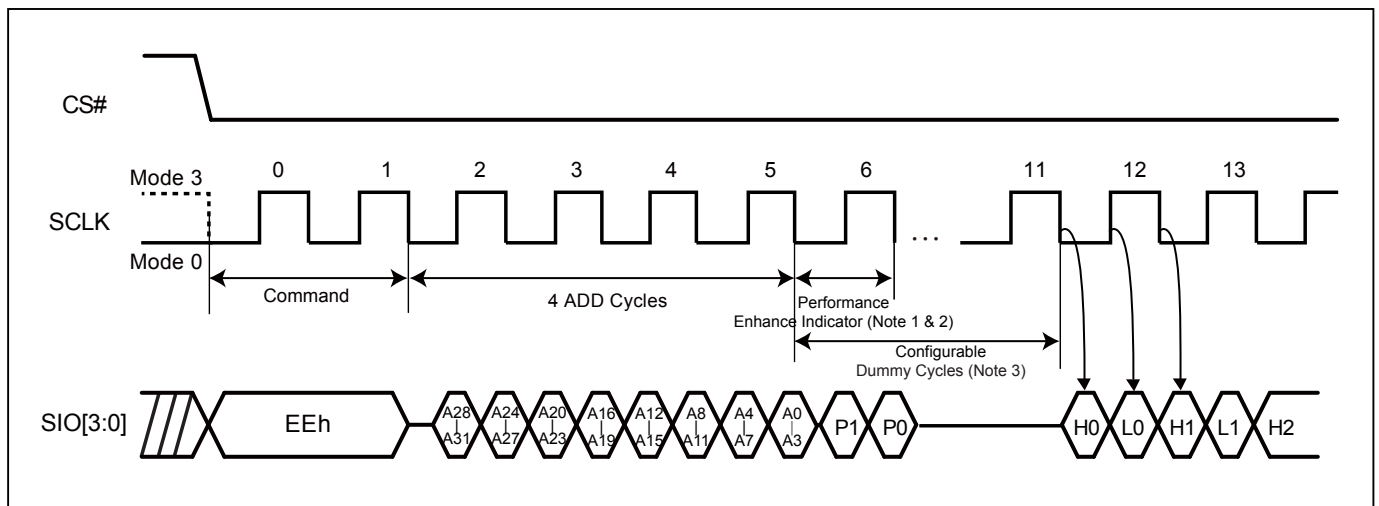 CS#
0 1 2 3 4 5 6 11 12 13
Mode 3
SCLK
...
Mode 0
Command
4 ADD Cycles
Performance
Enhance Indicator (Note 1 & 2)
Configurable
Dummy Cycles (Note 3)
SIO[3:0]
EEh
A28 | A31
A24 | A27
A20 | A23
A16 | A19
A12 | A15
A8 | A11
A4 | A7
A0 | A3
P1 P0
H0 L0 H1 L1 H2